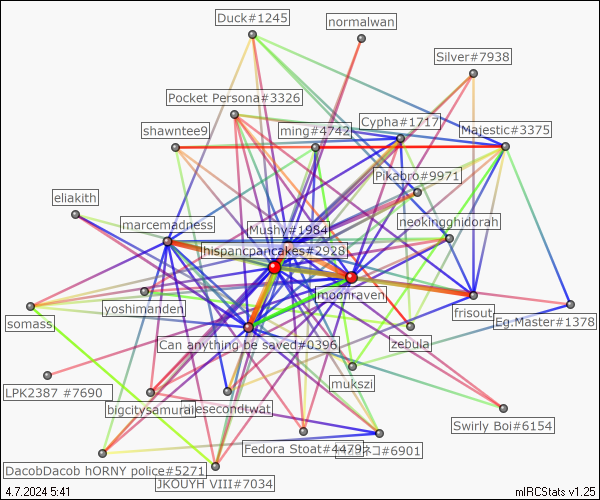 Duck#1245
normalwan
Silver#7938
Pocket Persona#3326
Cypha#1717
shawntee9
ming#4742
Majestic#3375
Pikabro#9971
eliakith
marcemadness
Mushy#1984
neokingghidorah
hispancpancakes#2928
moonraven
yoshimanden
somass
frisout
Eg.Master#1378
Can anything be saved#0396
zebula
mukszi
LPK2387 #7690
bigcitysamurai
iesecondtwat
Swirly Boi#6154
Fedora Stoat#4479
ネコ#6901
DacobDacob hORNY police#5271
JKOUYH VIII#7034
4.7.2024 5:41
mIRCStats v1.25